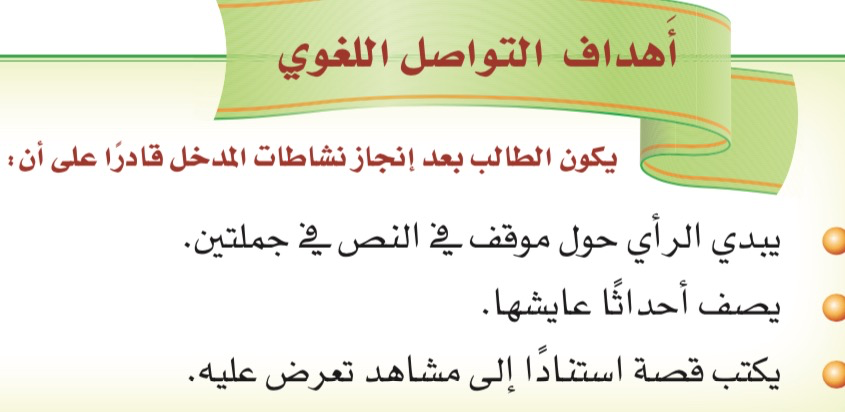 أَهداف التواصل اللغوي
يكون الطالب بعد إنجاز نشاطات المدخل قادرًا على أن:
يبدي الرأي حول موقف في النص في جملتين.
يصف أحداثًا عايشها.
يكتب قصة استنادًا إلى مشاهد تعرض عليه.